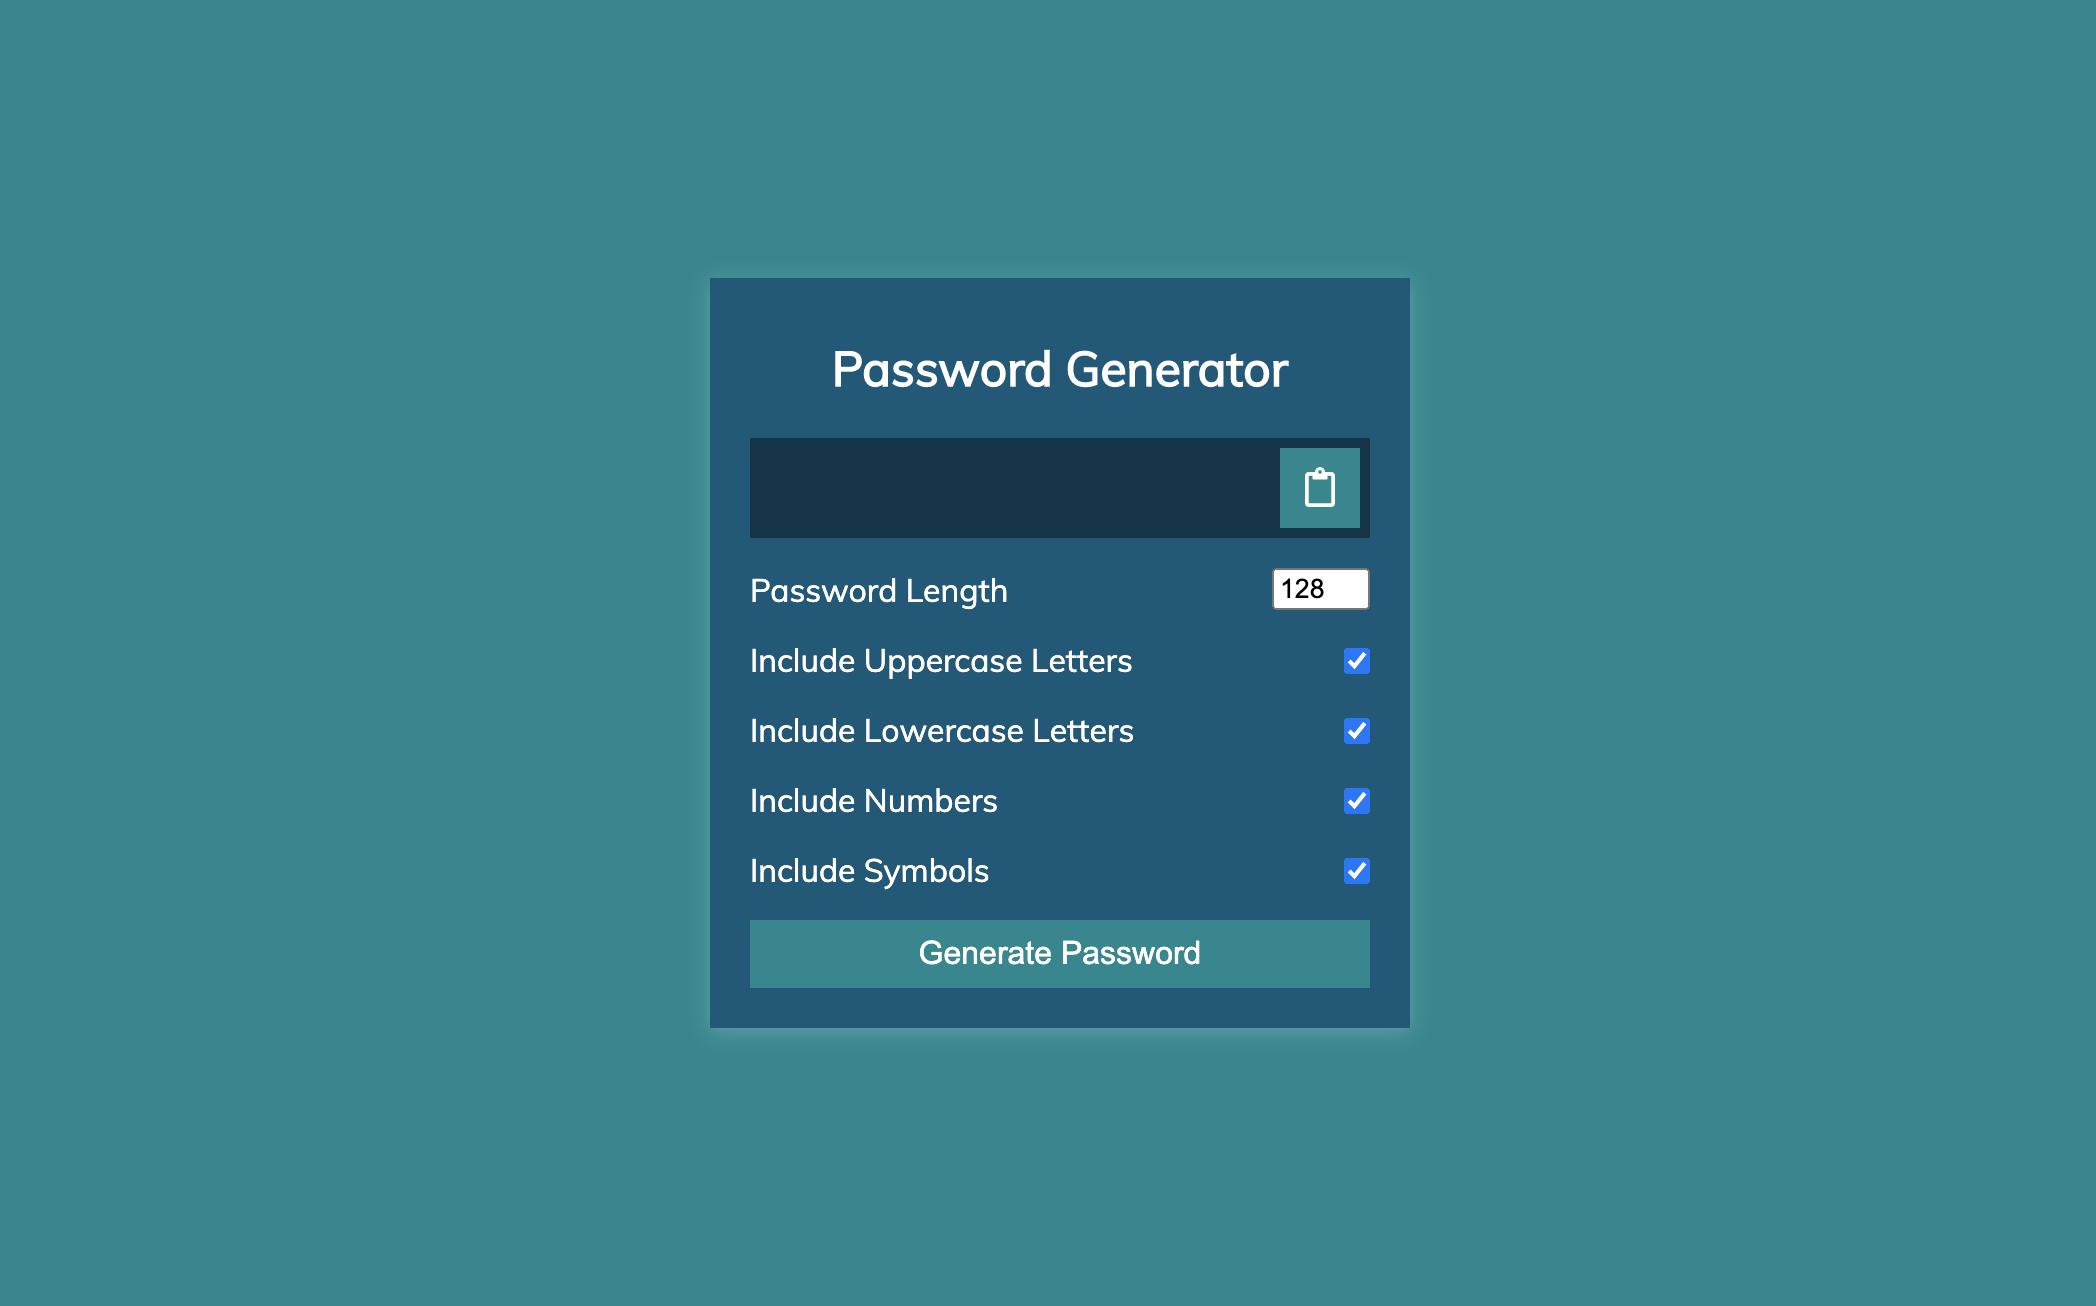 Password Generator
Password Length 128
Include Uppercase Letters
Include Lowercase Letters
Include Numbers
Include Symbols
Generate Password